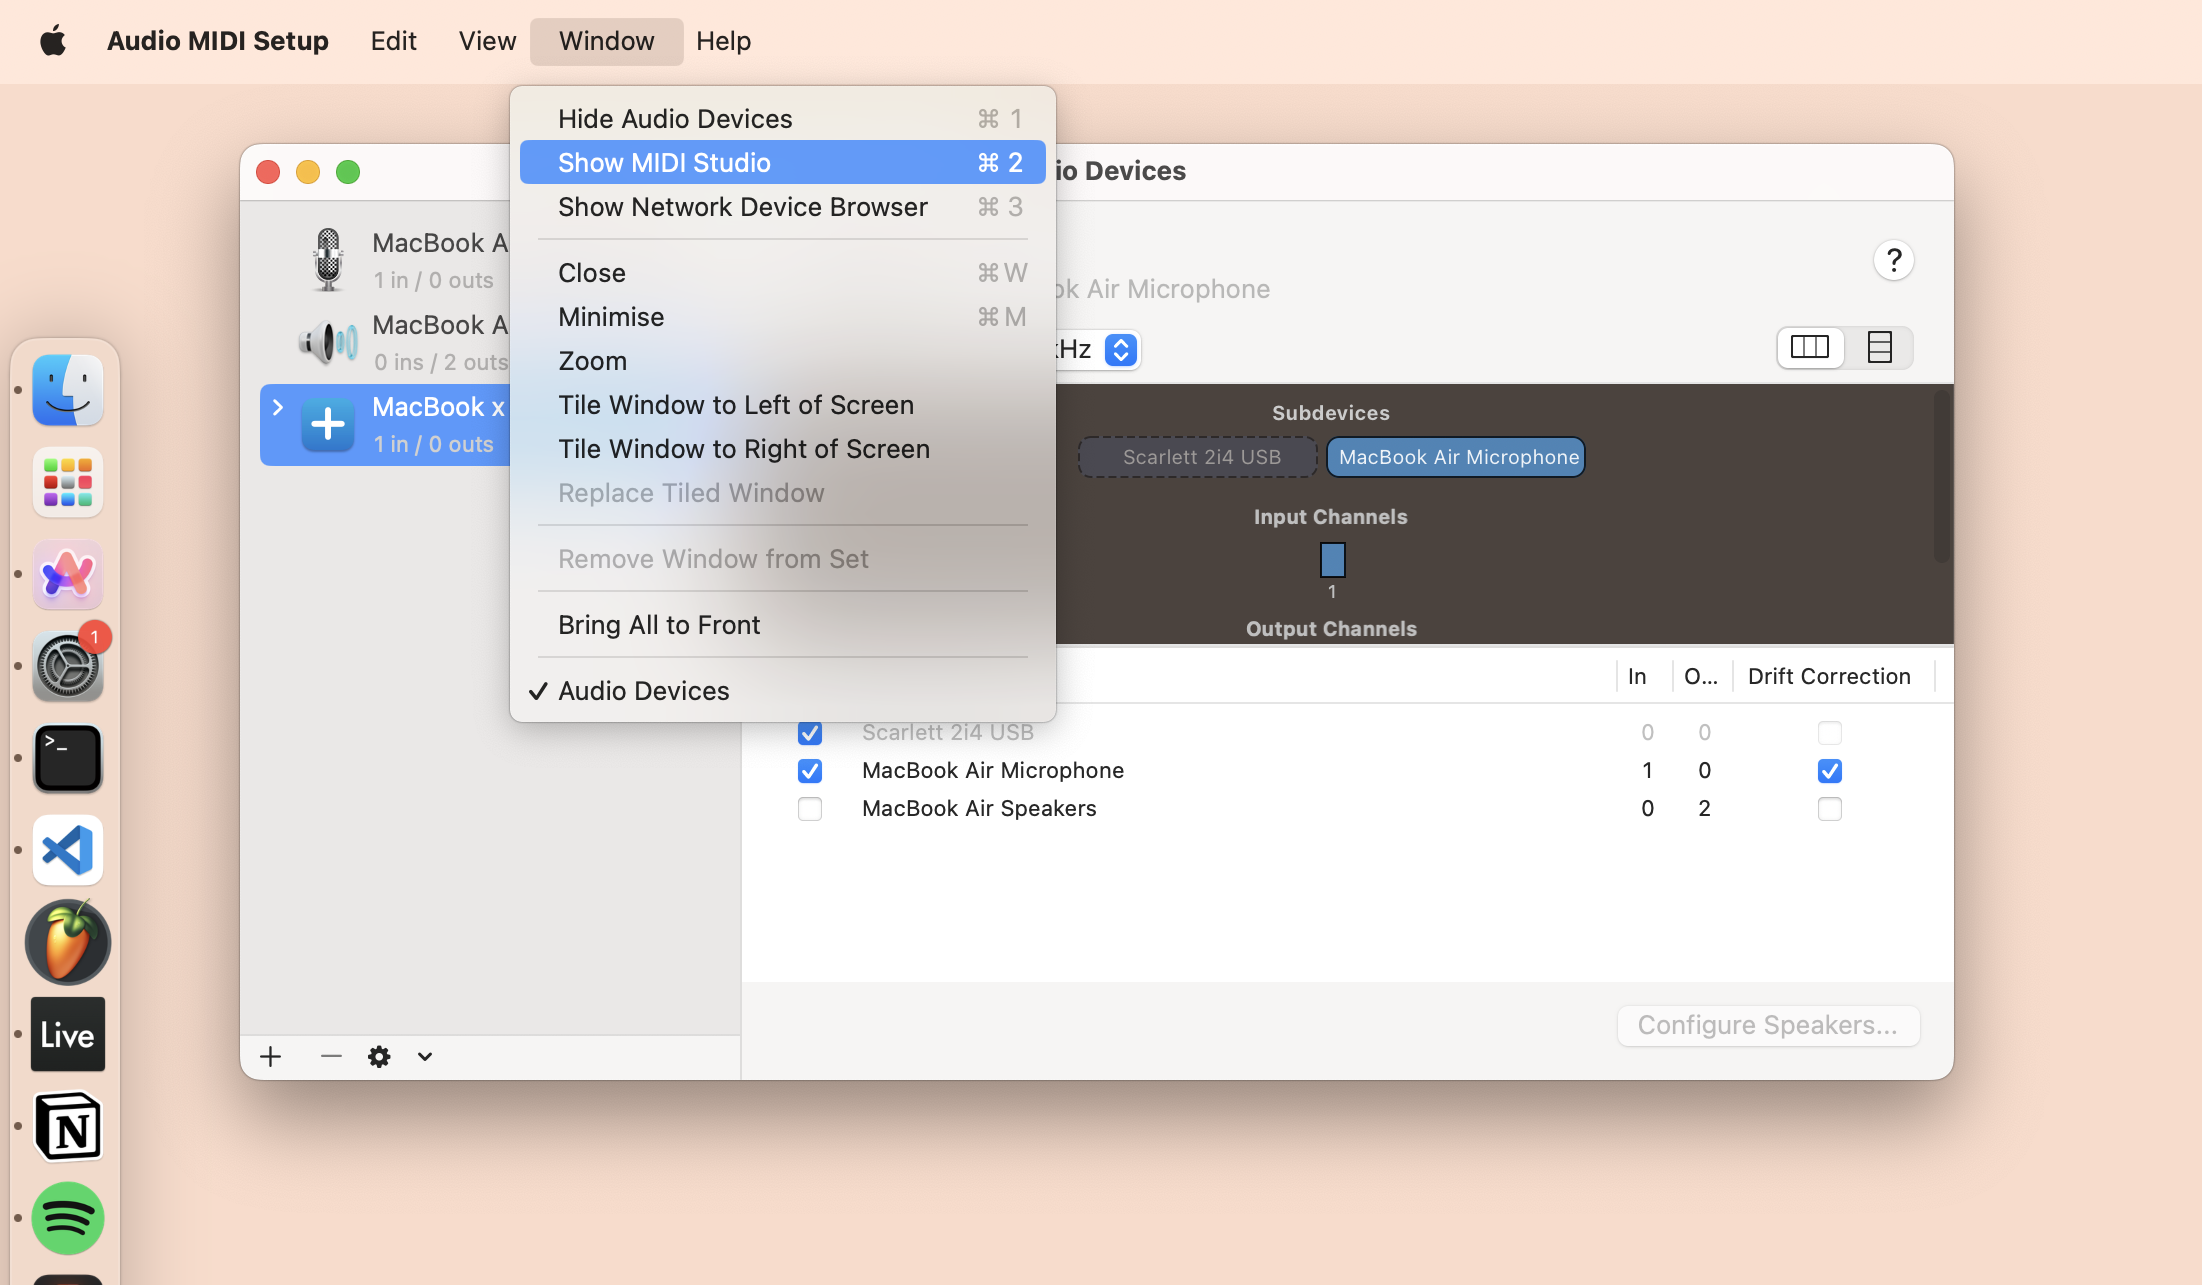 Audio MIDI Setup Edit View Window Help
Hide Audio Devices ⌘ 1
Show MIDI Studio ⌘ 2
Show Network Device Browser ⌘ 3
Close ⌘ W
Minimise ⌘ M
Zoom
Tile Window to Left of Screen
Tile Window to Right of Screen
Replace Tiled Window
Remove Window from Set
Bring All to Front
✓ Audio Devices
io Devices
MacBook A
1 in / 0 outs
MacBook A
0 ins / 2 outs
MacBook x
1 in / 0 outs
ok Air Microphone
?
kHz
Subdevices
Scarlett 2i4 USB MacBook Air Microphone
Input Channels
1
Output Channels
In O... Drift Correction
Scarlett 2i4 USB 0 0
MacBook Air Microphone 1 0
MacBook Air Speakers 0 2
Configure Speakers...
1
>_
Live
N